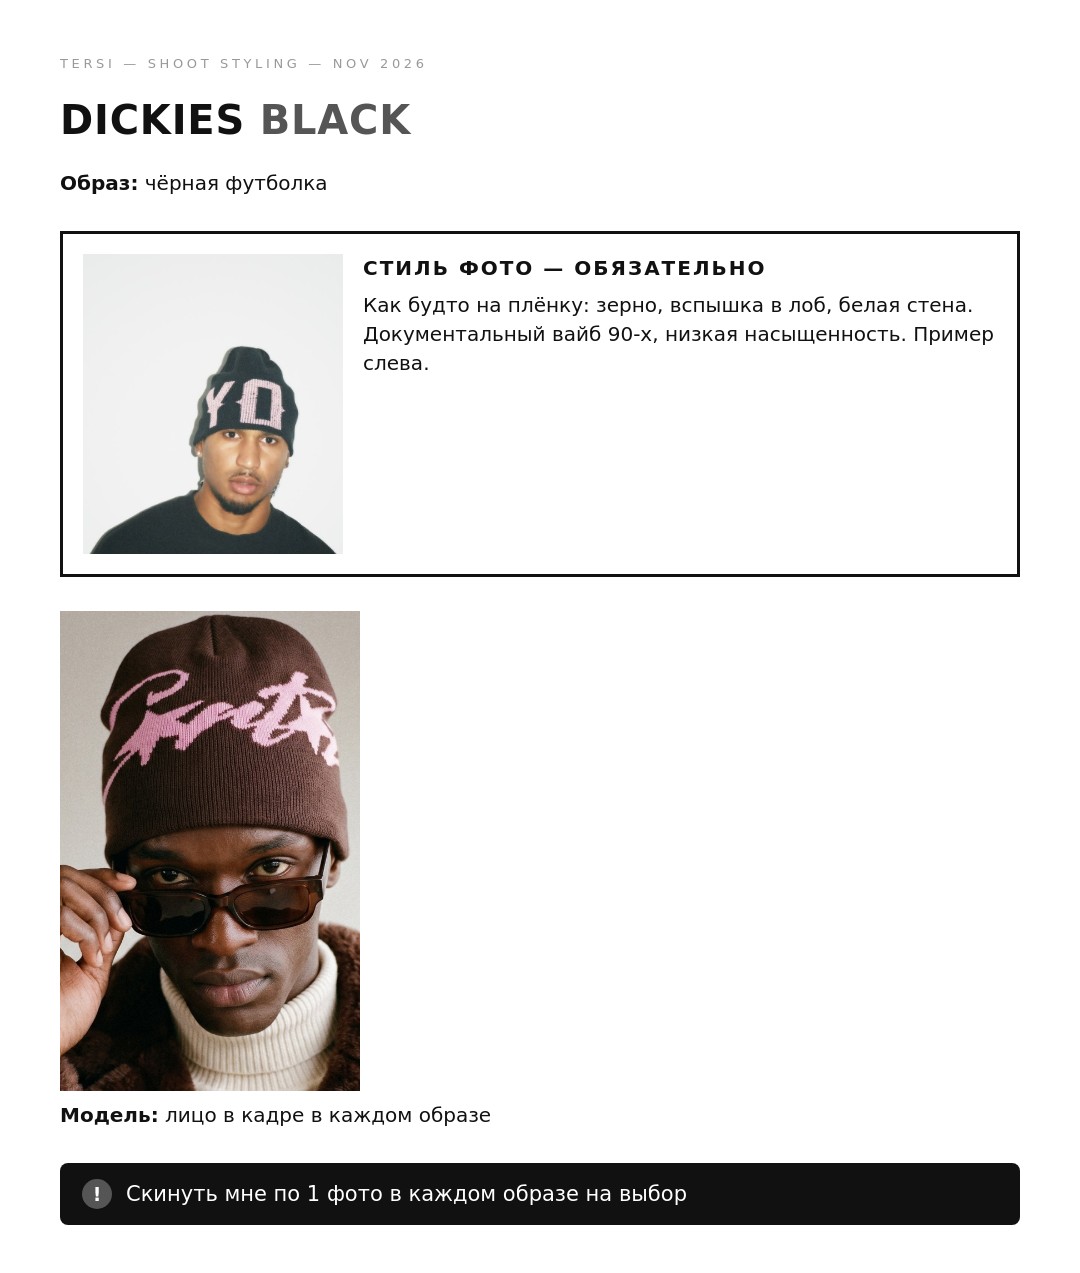 TERSI — SHOOT STYLING — NOV 2026
DICKIES BLACK
Образ: чёрная футболка
СТИЛЬ ФОТО — ОБЯЗАТЕЛЬНО
Как будто на плёнку: зерно, вспышка в лоб, белая стена.
Документальный вайб 90-х, низкая насыщенность. Пример
слева.
YO
Модель: лицо в кадре в каждом образе
! Скинуть мне по 1 фото в каждом образе на выбор